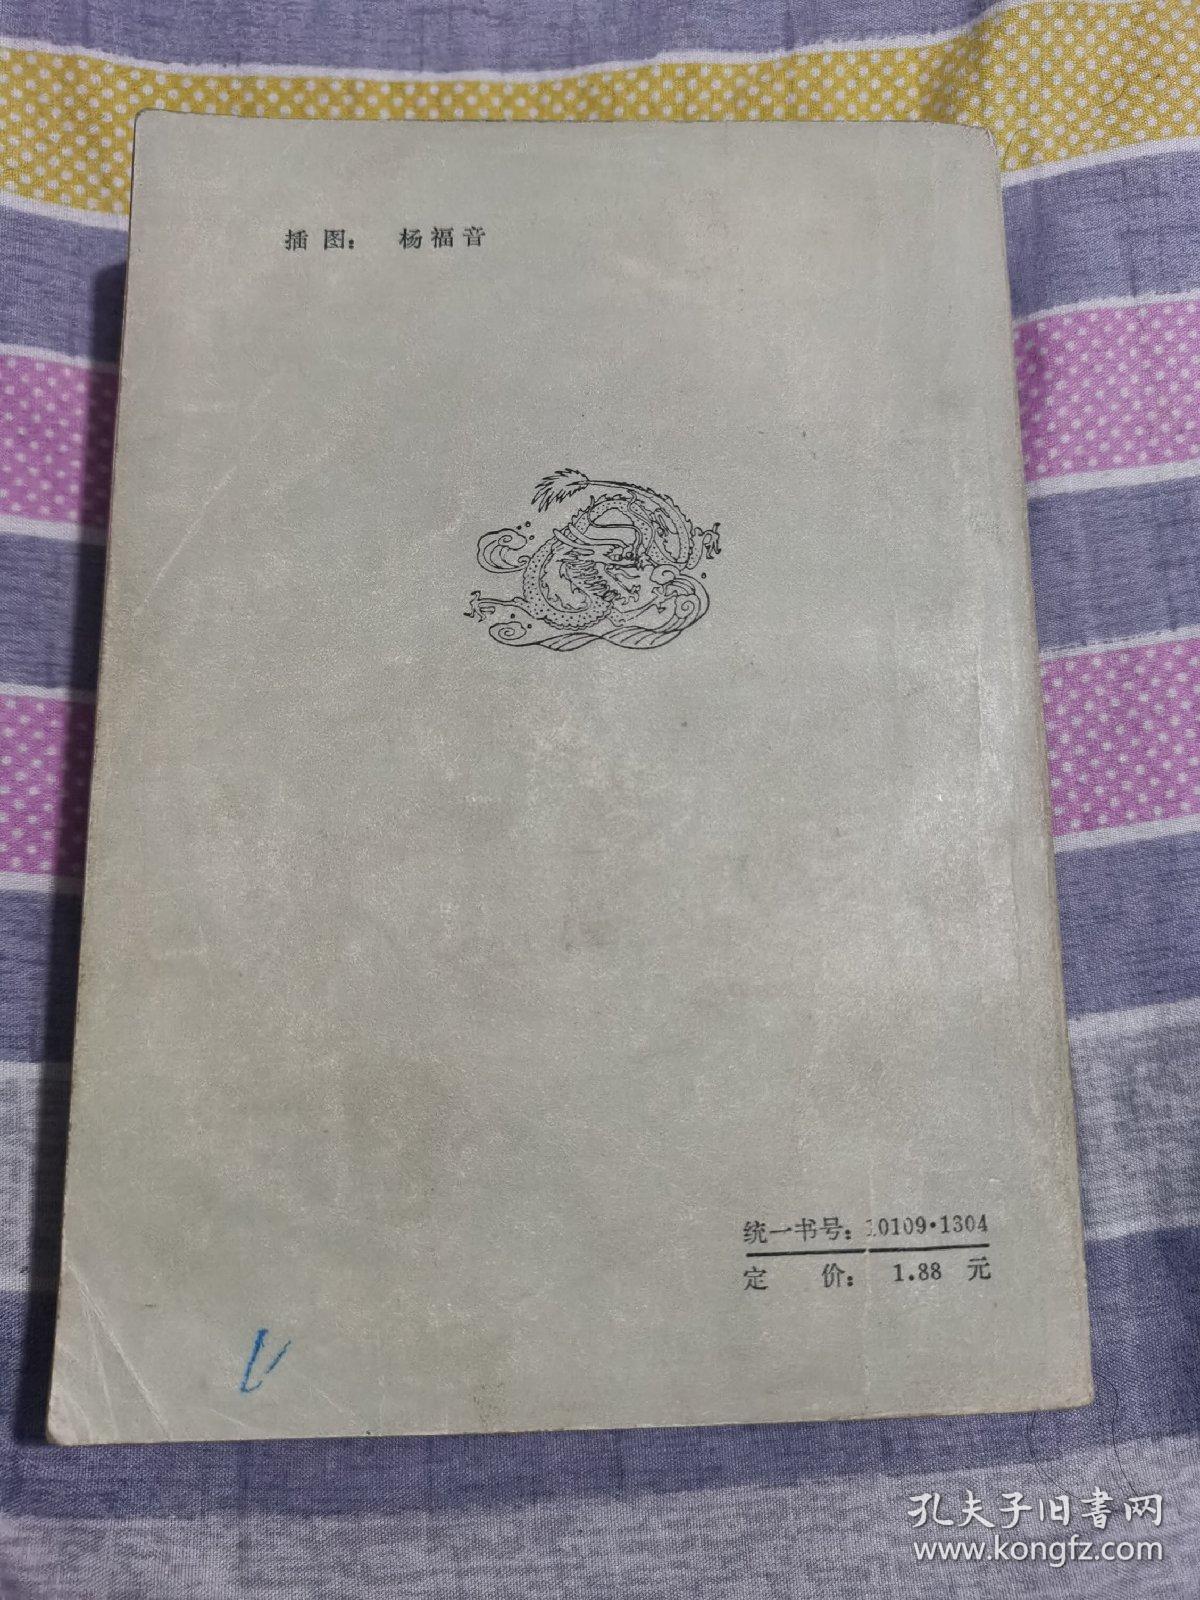 插图：　杨福音
统一书号：10109·1304
定　　价：　1.88 元
孔夫子旧書网
www.kongfz.com